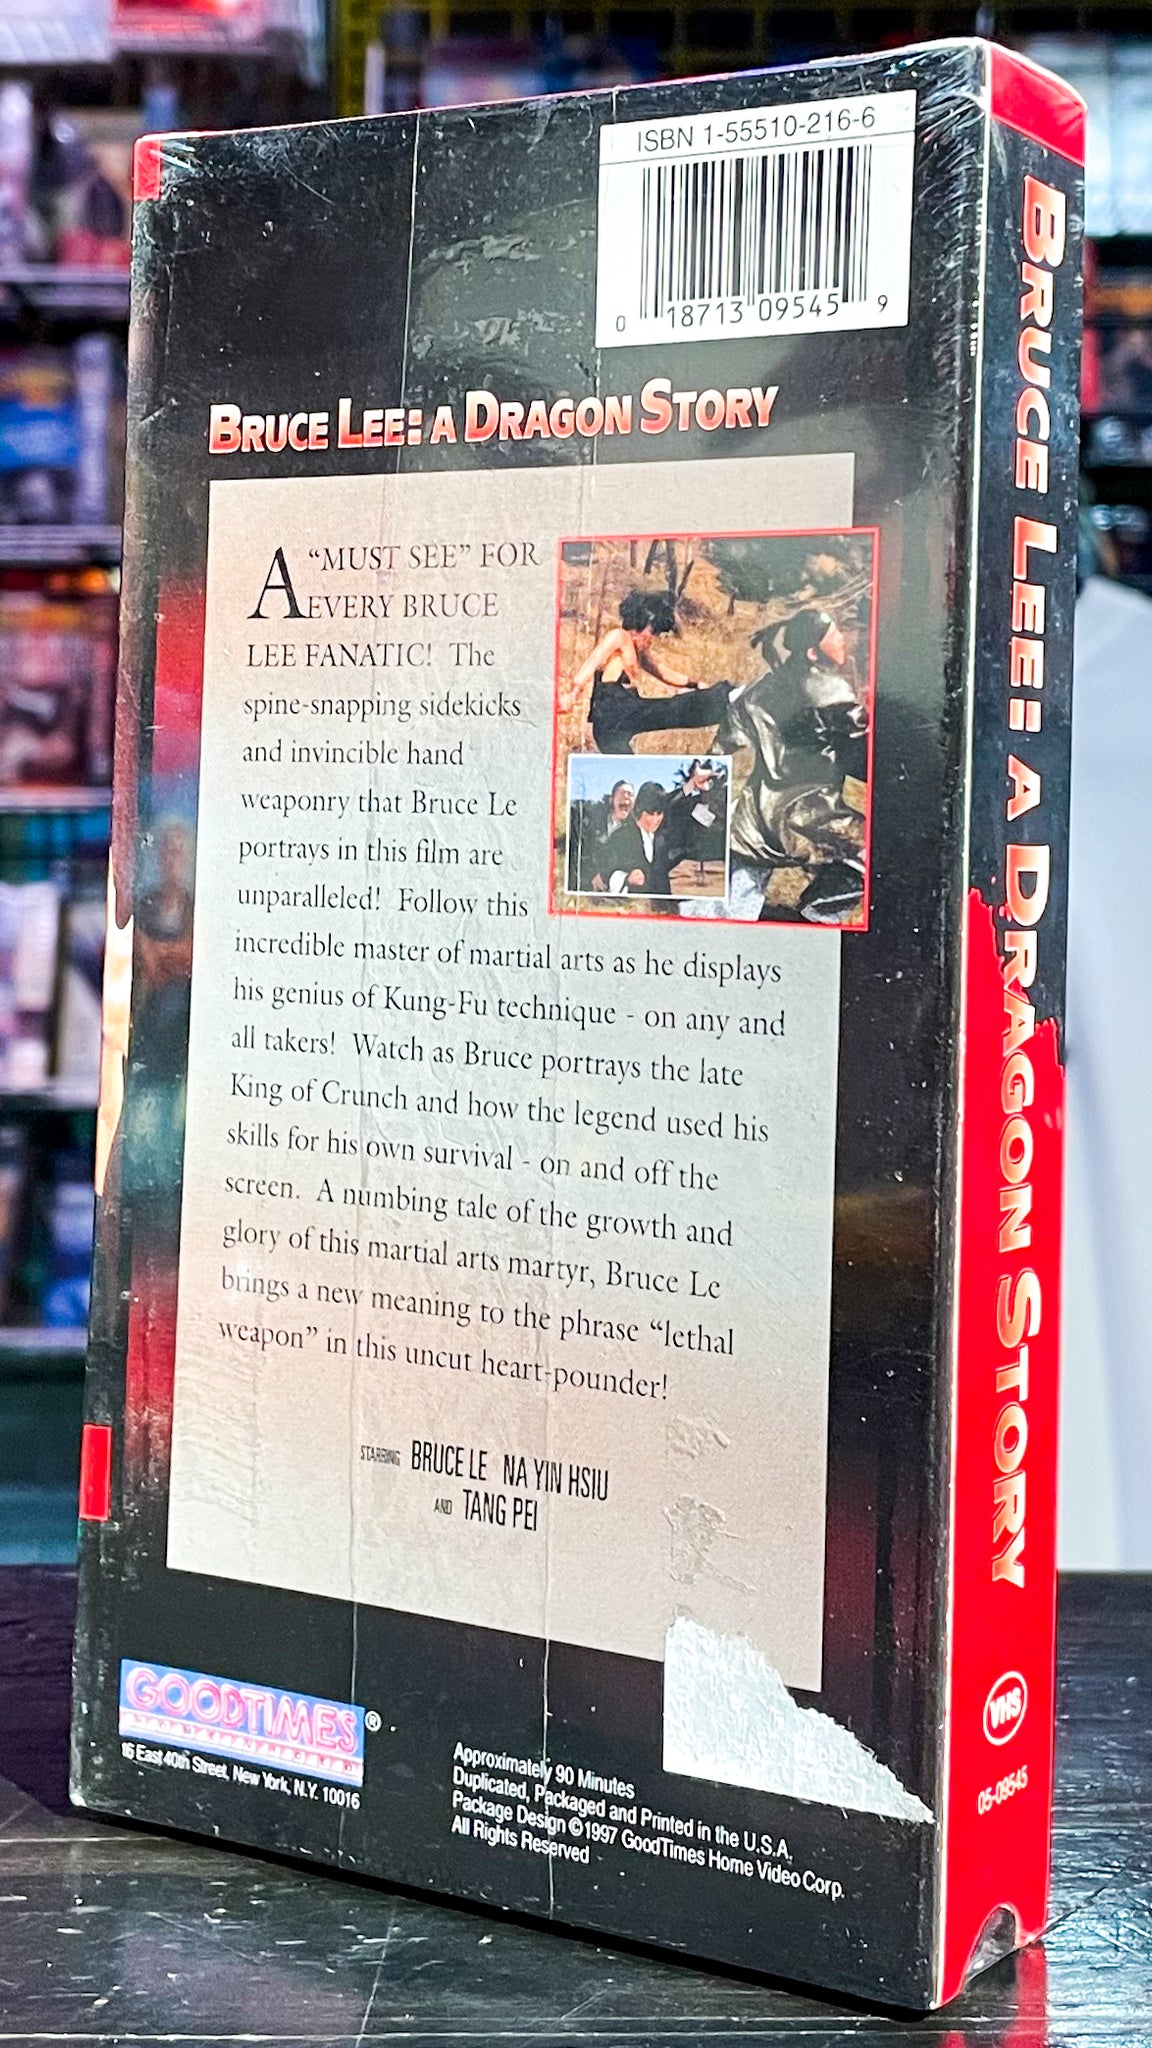 ISBN 1-55510-216-6
0 18713 09545 9
BRUCE LEE: A DRAGON STORY
A "MUST SEE" FOR
EVERY BRUCE
LEE FANATIC! The
spine-snapping sidekicks
and invincible hand
weaponry that Bruce Le
portrays in this film are
unparalleled! Follow this
incredible master of martial arts as he displays
his genius of Kung-Fu technique - on any and
all takers! Watch as Bruce portrays the late
King of Crunch and how the legend used his
skills for his own survival - on and off the
screen. A numbing tale of the growth and
glory of this martial arts martyr, Bruce Le
brings a new meaning to the phrase "lethal
weapon" in this uncut heart-pounder!
STARRING BRUCE LE NA YIN HSIU
AND TANG PEI
GOODTIMES®
16 East 40th Street, New York, N.Y. 10016
Approximately 90 Minutes
Duplicated, Packaged and Printed in the U.S.A.
Package Design © 1997 GoodTimes Home Video Corp.
All Rights Reserved
BRUCE LEE: A DRAGON STORY
VHS
05-09545